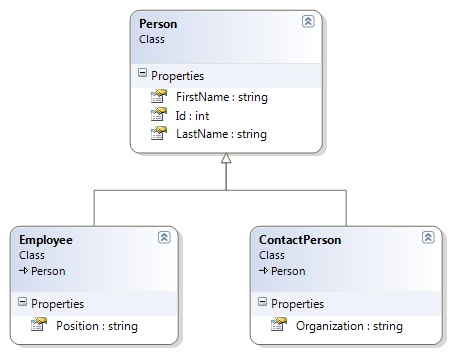 Person
Class
Properties
FirstName : string
Id : int
LastName : string
Employee
Class
Person
Properties
Position : string
ContactPerson
Class
Person
Properties
Organization : string